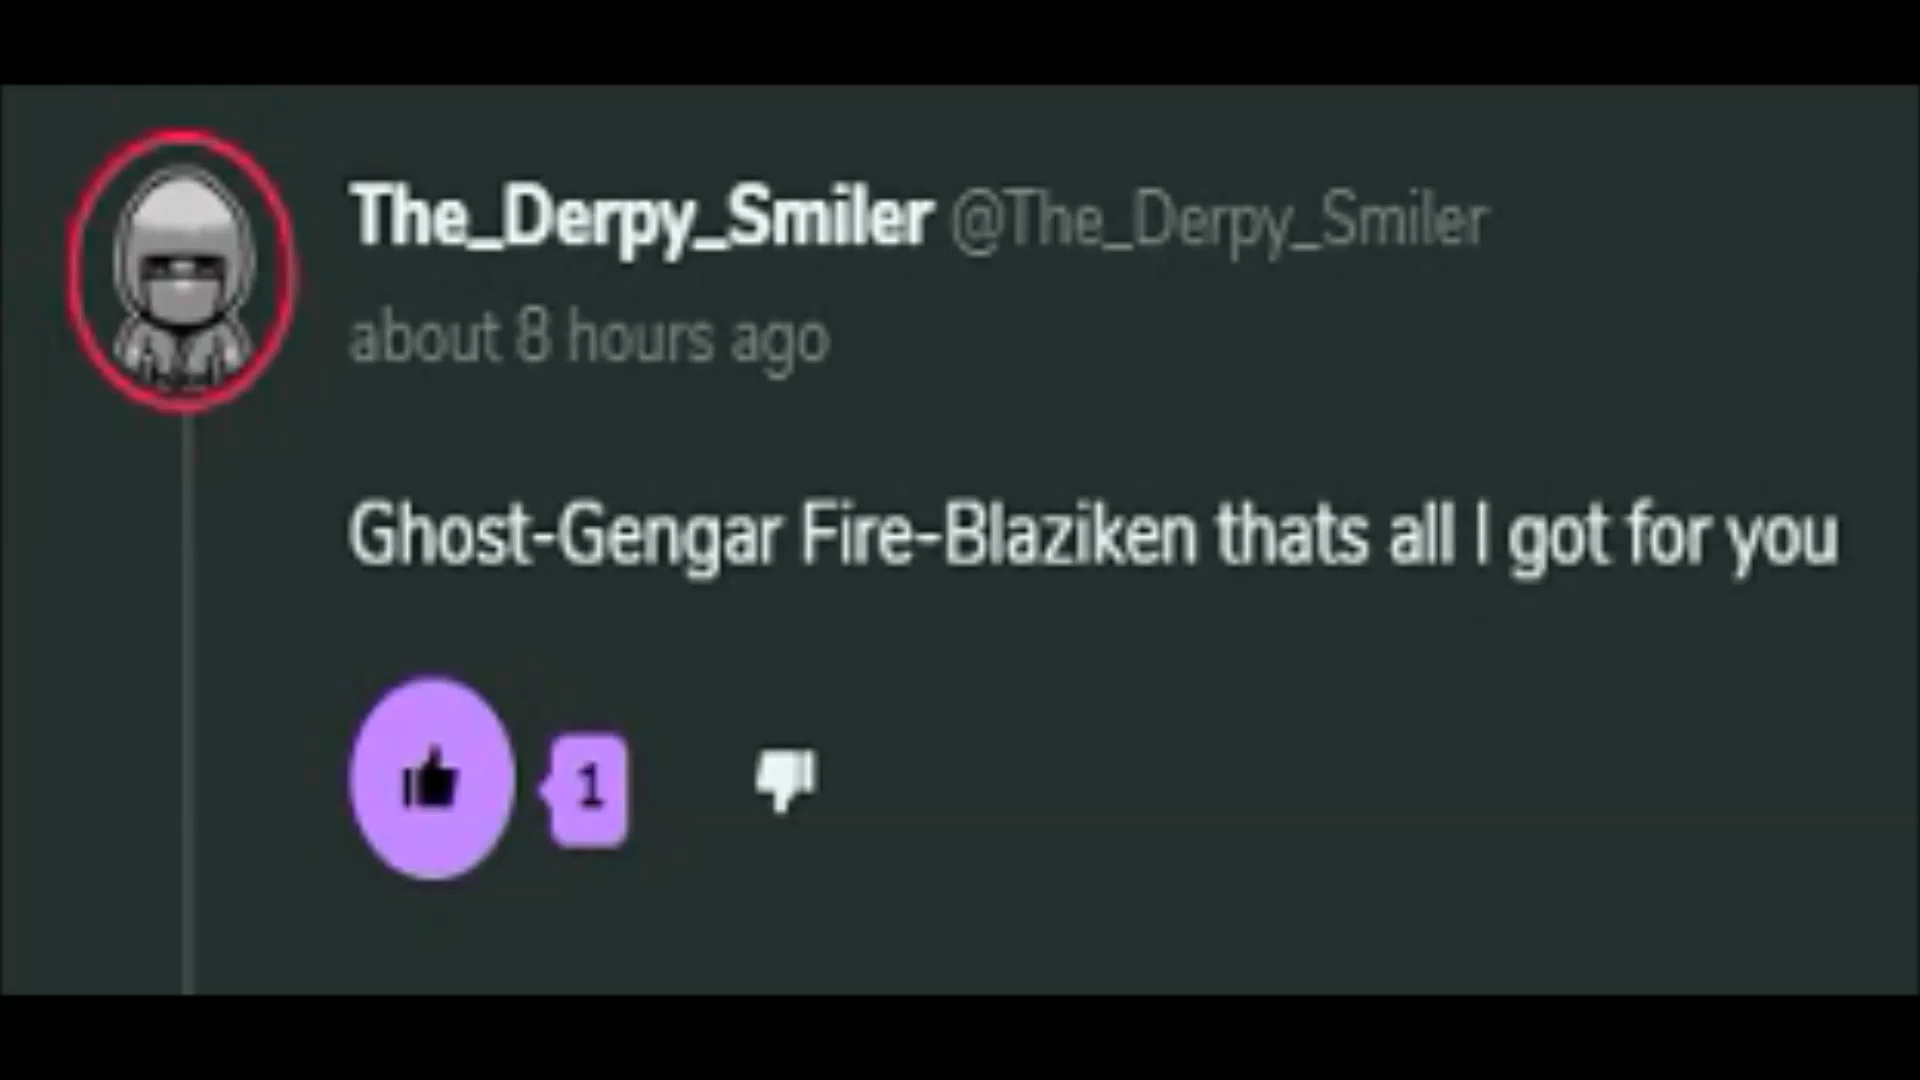 The_Derpy_Smiler @The_Derpy_Smiler
about 8 hours ago
Ghost-Gengar Fire-Blaziken thats all I got for you
1